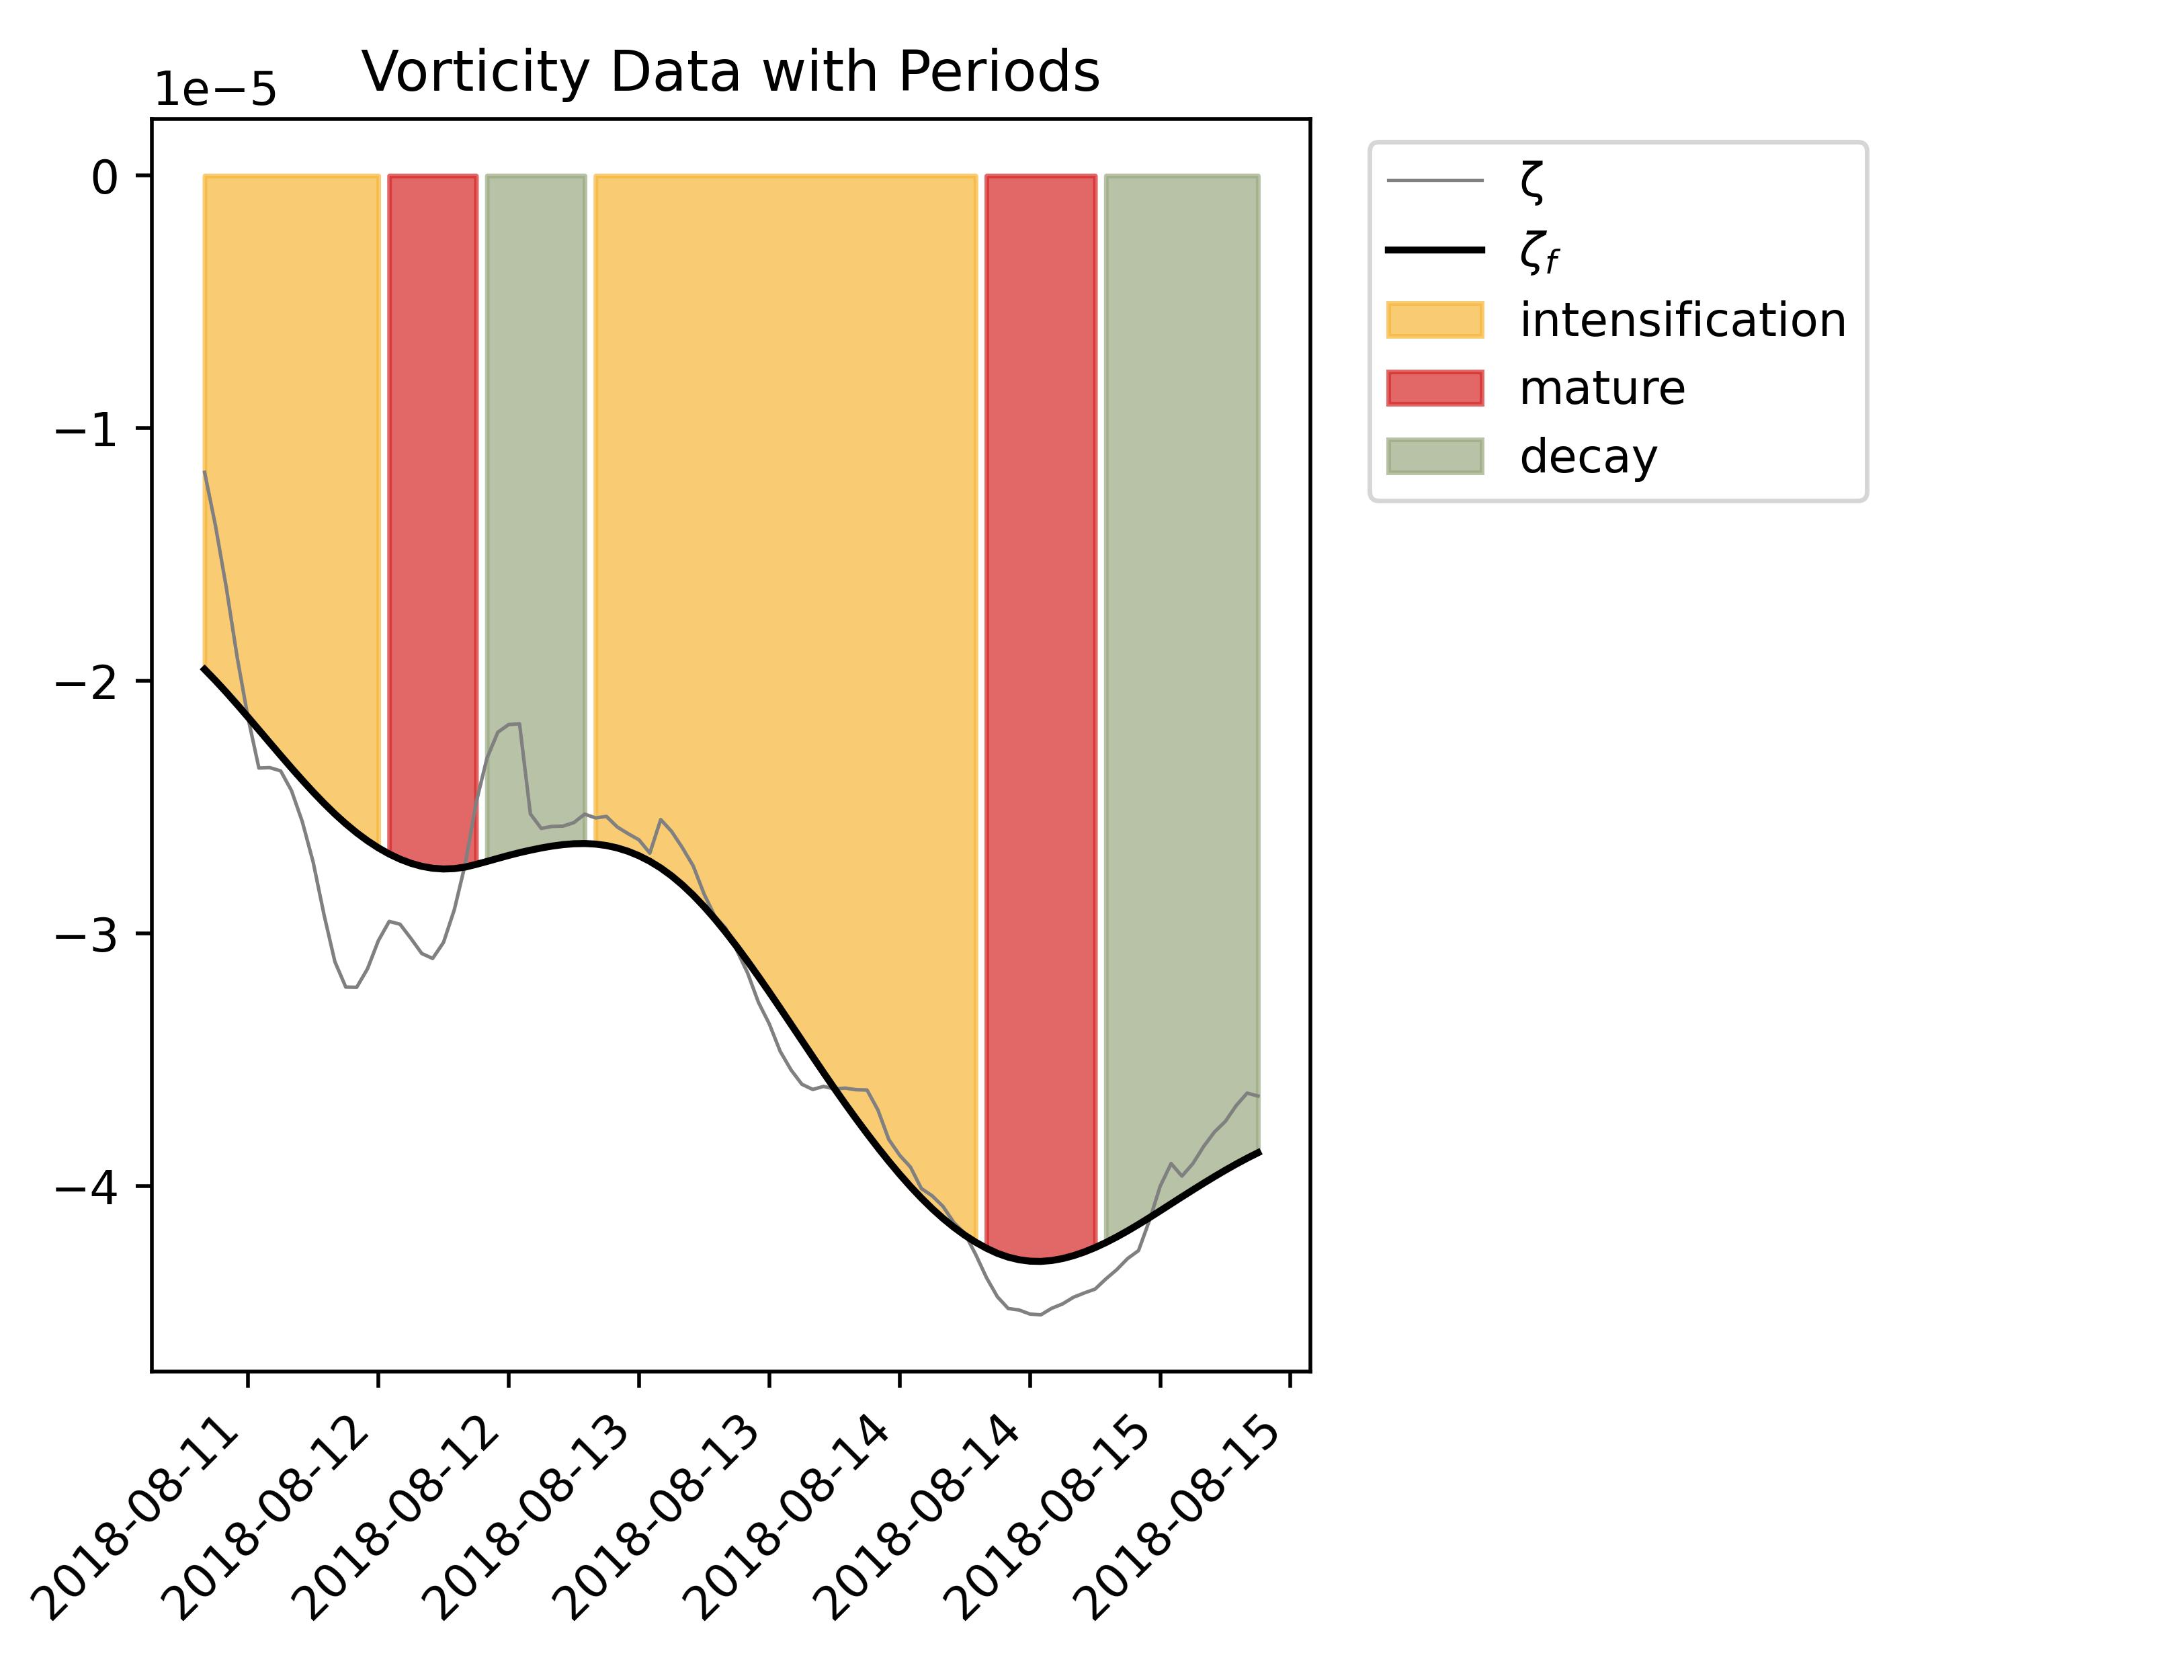 Vorticity Data with Periods
1e−5
0
−1
−2
−3
−4
2018-08-11
2018-08-12
2018-08-12
2018-08-13
2018-08-13
2018-08-14
2018-08-14
2018-08-15
2018-08-15
ζ
ζf
intensification
mature
decay